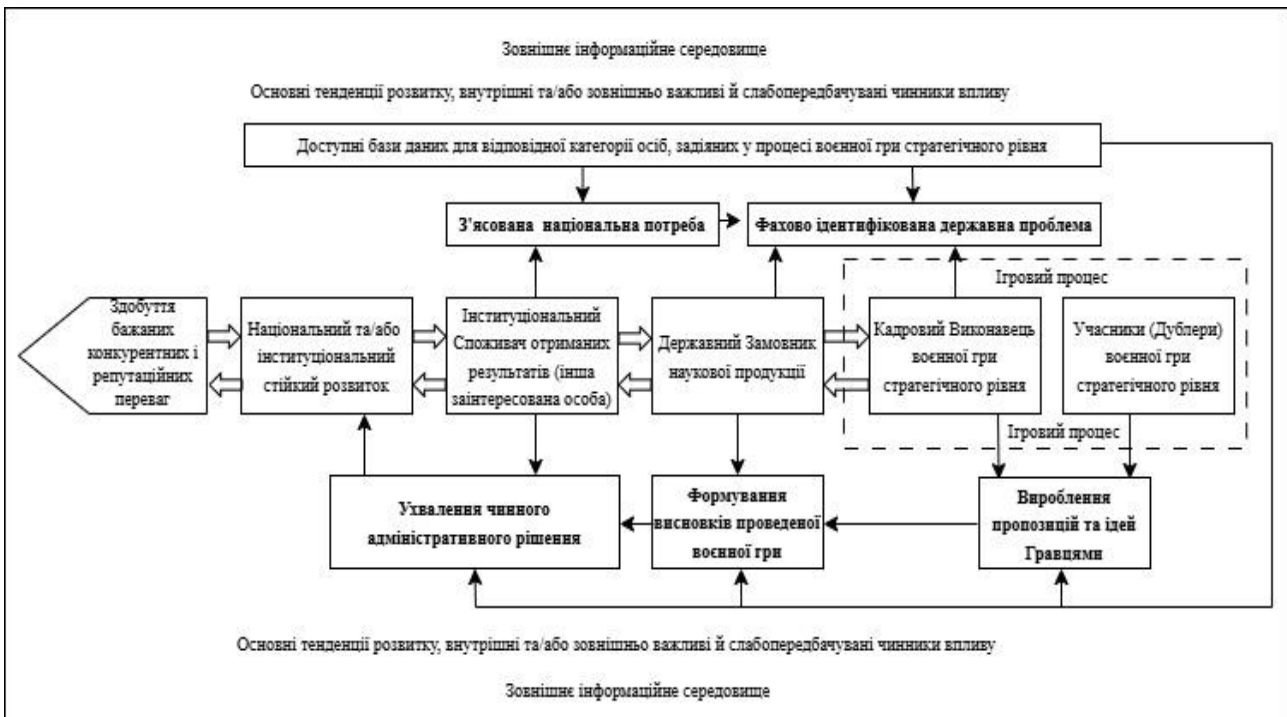 Зовнішнє інформаційне середовище
Основні тенденції розвитку, внутрішні та/або зовнішньо важливі й слабопередбачувані чинники впливу
Доступні бази даних для відповідної категорії осіб, задіяних у процесі воєнної гри стратегічного рівня
З'ясована національна потреба
Фахово ідентифікована державна проблема
Ігровий процес
Здобуття
бажаних
конкурентних і
репутаційних
переваг
Національний та/або
інституціональний
стійкий розвиток
Інституціональний
Споживач отриманих
результатів (інша
заінтересована особа)
Державний Замовник
наукової продукції
Кадровий Виконавець
воєнної гри
стратегічного рівня
Учасники (Дублери)
воєнної гри
стратегічного рівня
Ігровий процес
Ухвалення чинного
адміністративного рішення
Формування
висновків проведеної
воєнної гри
Вироблення
пропозицій та ідей
Гравцями
Основні тенденції розвитку, внутрішні та/або зовнішньо важливі й слабопередбачувані чинники впливу
Зовнішнє інформаційне середовище